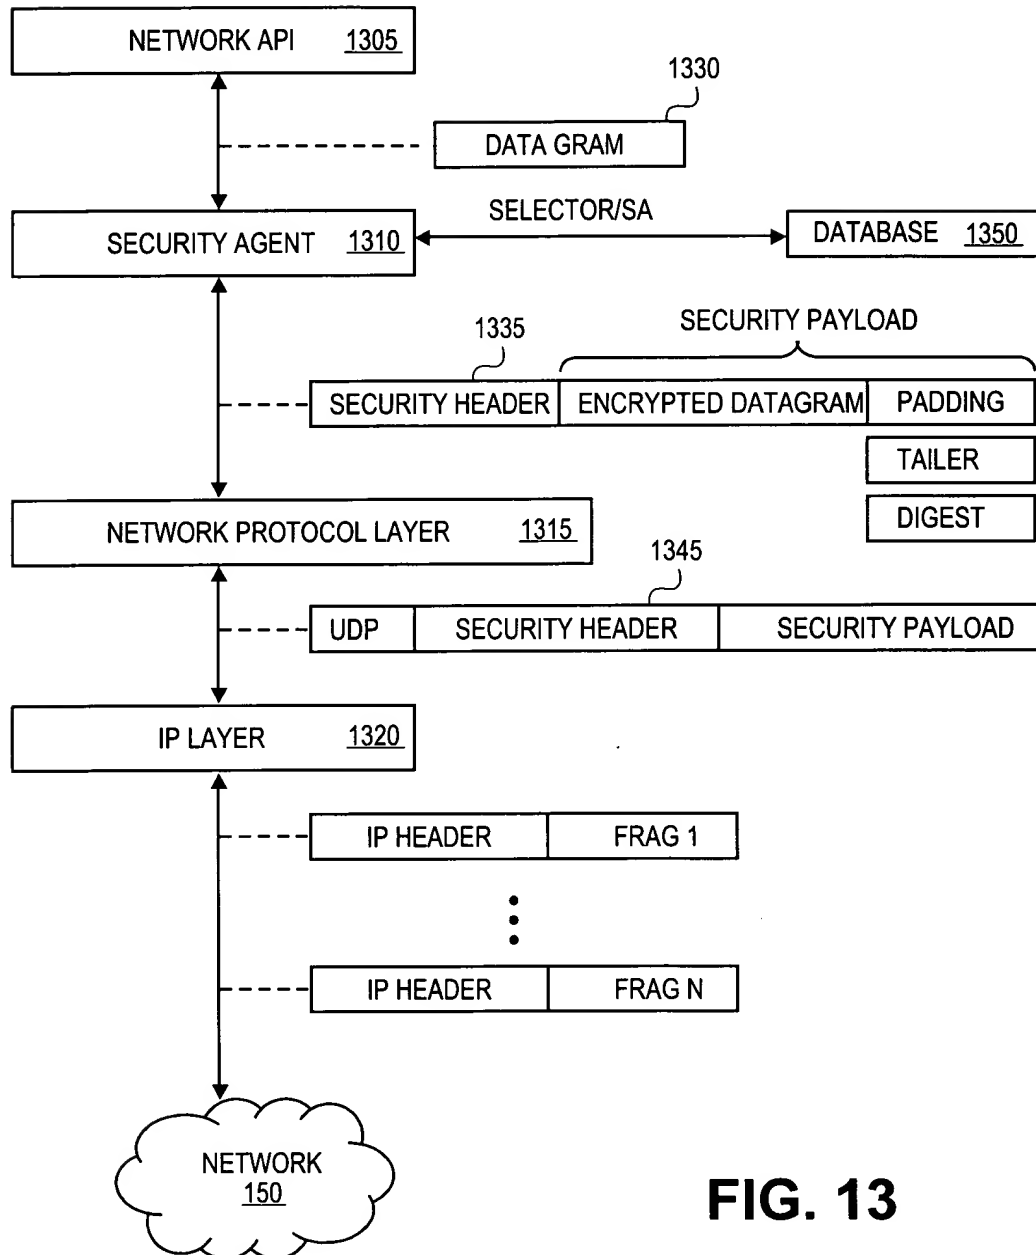 NETWORK API 1305
1330
DATA GRAM
SELECTOR/SA
SECURITY AGENT 1310
DATABASE 1350
SECURITY PAYLOAD
1335
SECURITY HEADER ENCRYPTED DATAGRAM PADDING
TAILER
DIGEST
NETWORK PROTOCOL LAYER 1315
1345
UDP SECURITY HEADER SECURITY PAYLOAD
IP LAYER 1320
IP HEADER FRAG 1
IP HEADER FRAG N
NETWORK
150
FIG. 13